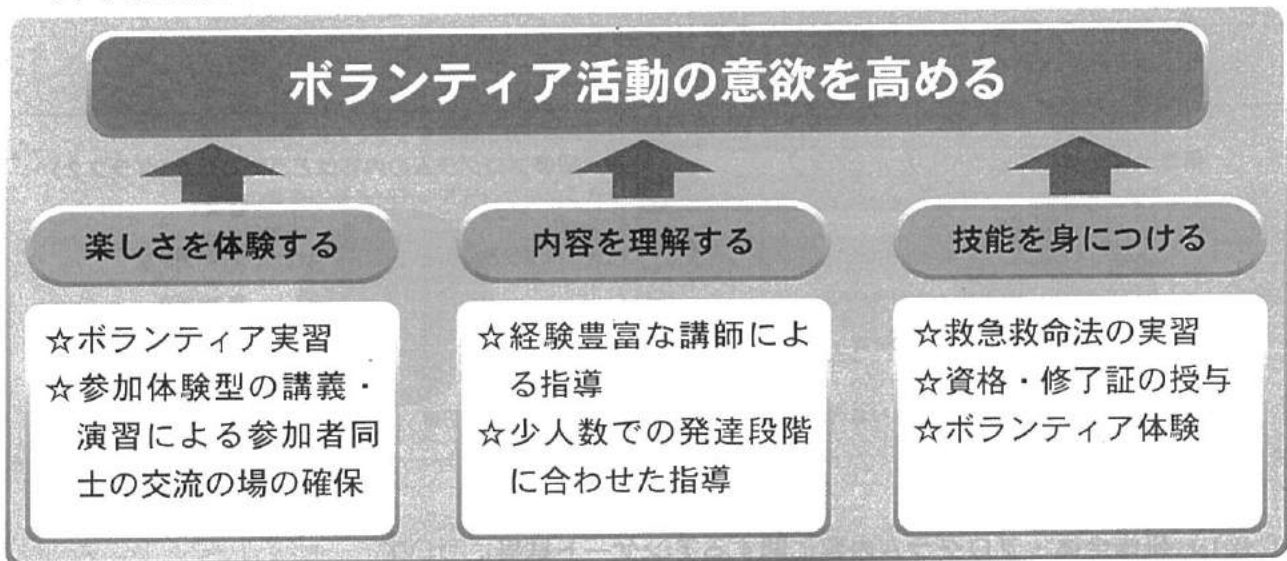 ボランティア活動の意欲を高める
楽しさを体験する
☆ボランティア実習
☆参加体験型の講義・
演習による参加者同
士の交流の場の確保
内容を理解する
☆経験豊富な講師によ
る指導
☆少人数での発達段階
に合わせた指導
技能を身につける
☆救急救命法の実習
☆資格・修了証の授与
☆ボランティア体験